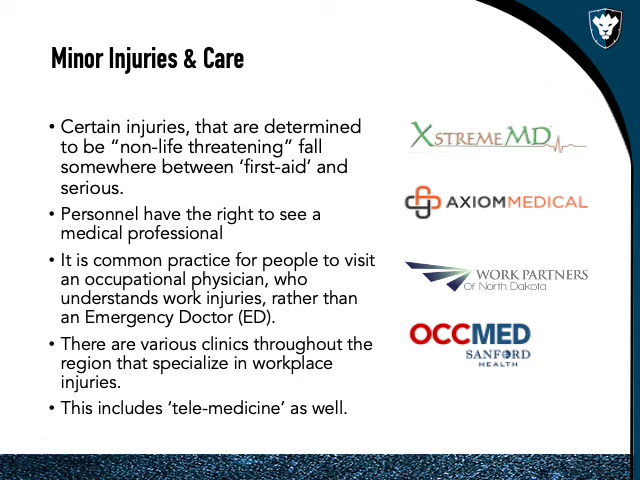 Minor Injuries & Care
• Certain injuries, that are determined
to be “non-life threatening” fall
somewhere between ‘first-aid’ and
serious.
• Personnel have the right to see a
medical professional
• It is common practice for people to visit
an occupational physician, who
understands work injuries, rather than
an Emergency Doctor (ED).
• There are various clinics throughout the
region that specialize in workplace
injuries.
• This includes ‘tele-medicine’ as well.
XSTREMEMD
AXIOMMEDICAL
WORK PARTNERS
Of North Dakota
OCCMED
SANFORD
HEALTH